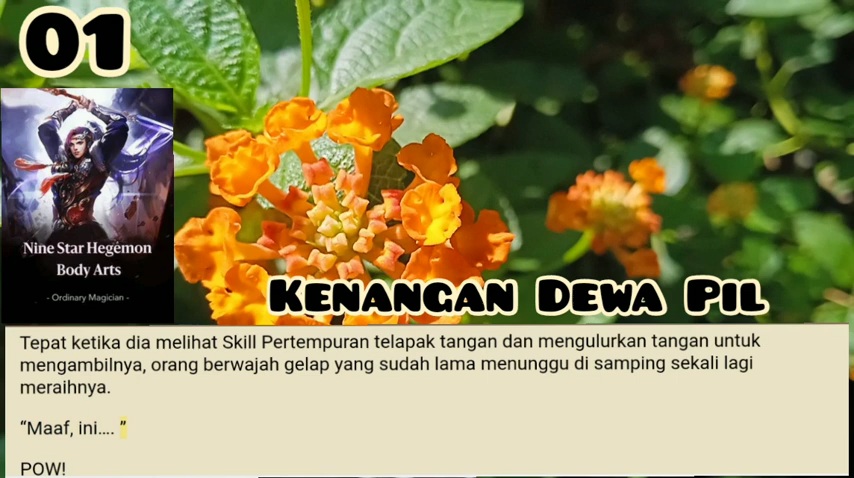 01
Nine Star Hegemon
Body Arts
- Ordinary Magician -
Kenangan Dewa Pil
Tepat ketika dia melihat Skill Pertempuran telapak tangan dan mengulurkan tangan untuk
mengambilnya, orang berwajah gelap yang sudah lama menunggu di samping sekali lagi
meraihnya.
“Maaf, ini.... ”
POW!